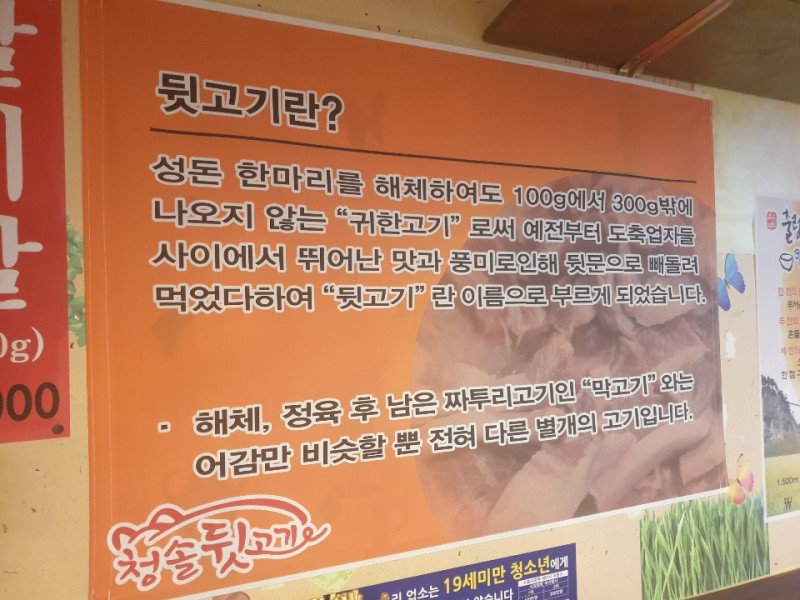 뒷고기란?
성돈 한마리를 해체하여도 100g에서 300g밖에
나오지 않는 “귀한고기” 로써 예전부터 도축업자들
사이에서 뛰어난 맛과 풍미로인해 뒷문으로 빼돌려
먹었다하여 “뒷고기” 란 이름으로 부르게 되었습니다.
- 해체, 정육 후 남은 짜투리고기인 “막고기” 와는
어감만 비슷할 뿐 전혀 다른 별개의 고기입니다.
청솔뒷고기
업소는 19세미만 청소년에게
1,500ml
₩